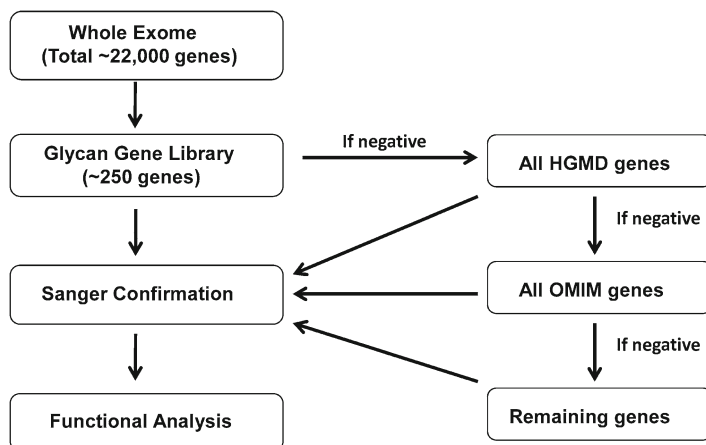 Whole Exome
(Total ~22,000 genes)
Glycan Gene Library
(~250 genes)
If negative
All HGMD genes
If negative
Sanger Confirmation
All OMIM genes
If negative
Functional Analysis
Remaining genes